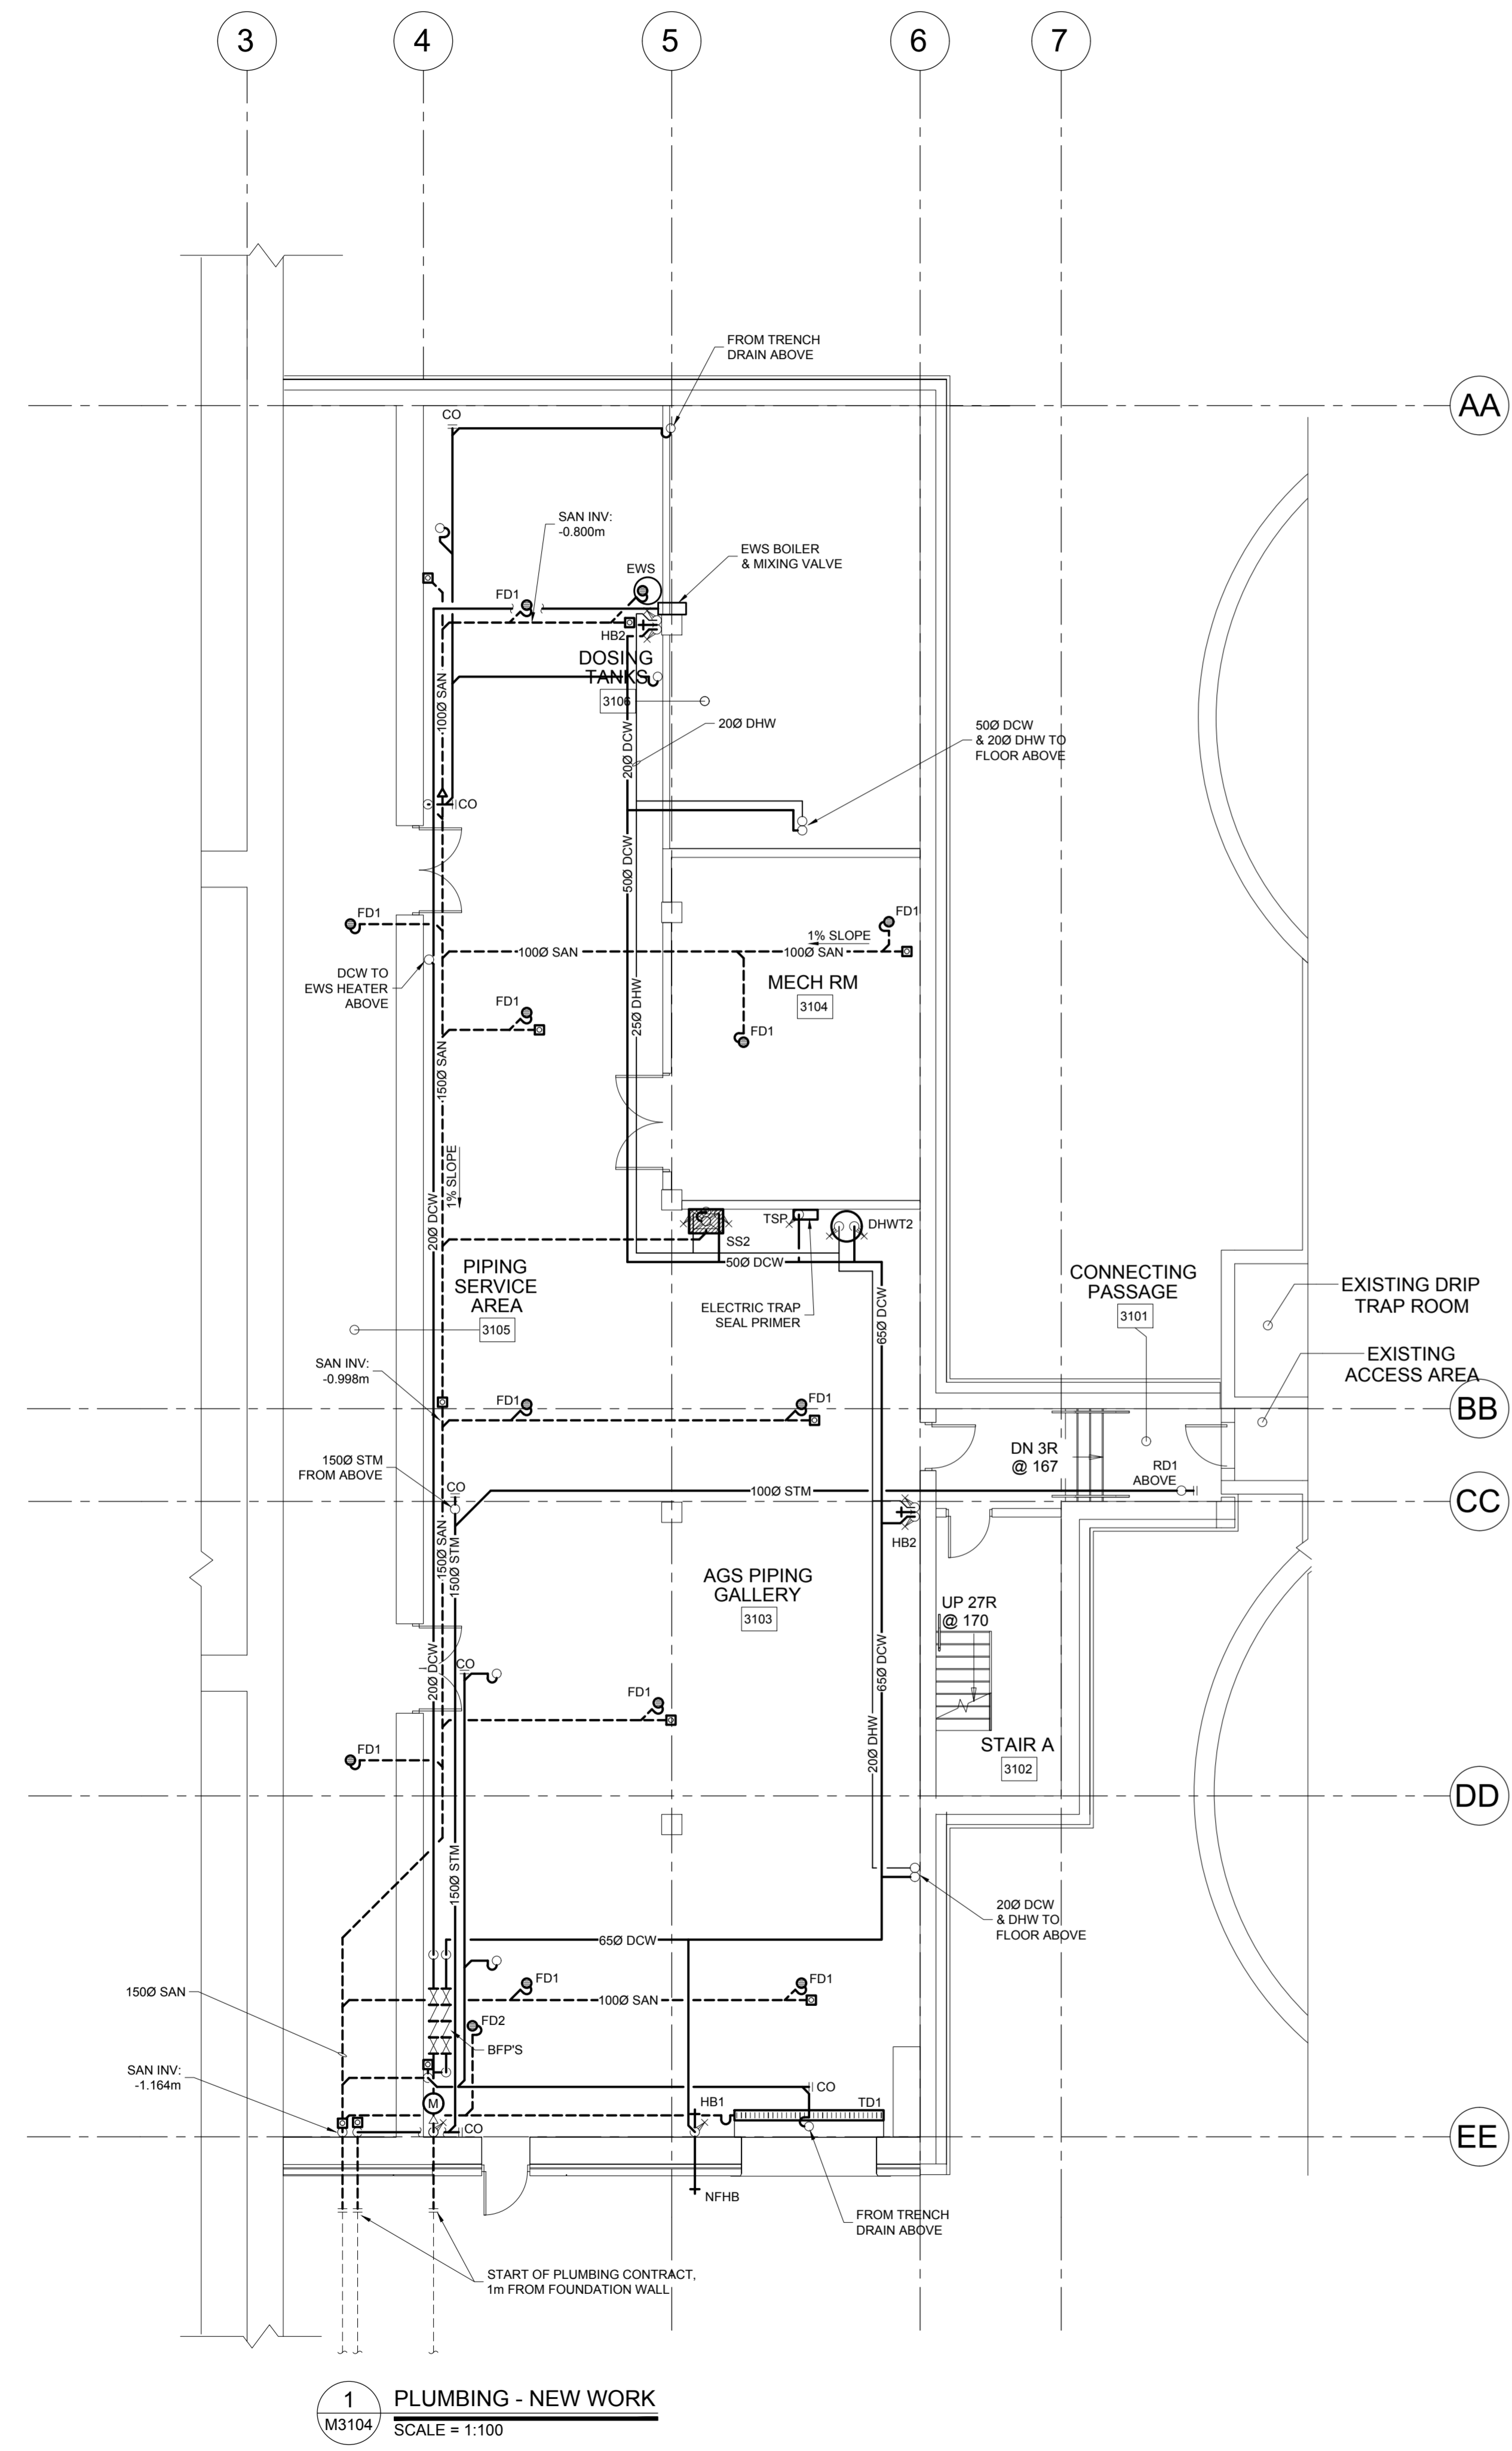 3
4
5
6
7
FROM TRENCH
DRAIN ABOVE
AA
CO
SAN INV:
-0.800m
EWS BOILER
& MIXING VALVE
EWS
FD1
HB2
DOSING
TANKS
3106
100Ø SAN
20Ø DCW
20Ø DHW
50Ø DCW
& 20Ø DHW TO
FLOOR ABOVE
CO
50Ø DCW
FD1
FD1
1% SLOPE
100Ø SAN
100Ø SAN
DCW TO
EWS HEATER
ABOVE
MECH RM
3104
FD1
25Ø DHW
FD1
150Ø SAN
1% SLOPE
20Ø DCW
TSP
DHWT2
SS2
50Ø DCW
PIPING
SERVICE
AREA
3105
CONNECTING
PASSAGE
3101
EXISTING DRIP
TRAP ROOM
ELECTRIC TRAP
SEAL PRIMER
65Ø DCW
SAN INV:
-0.998m
EXISTING
ACCESS AREA
FD1
FD1
BB
DN 3R
@ 167
RD1
ABOVE
150Ø STM
FROM ABOVE
CO
100Ø STM
CC
150Ø SAN
150Ø STM
HB2
AGS PIPING
GALLERY
3103
UP 27R
@ 170
20Ø DCW
CO
65Ø DCW
FD1
20Ø DHW
STAIR A
3102
FD1
DD
150Ø STM
20Ø DCW
& DHW TO
FLOOR ABOVE
65Ø DCW
FD1
FD1
150Ø SAN
100Ø SAN
FD2
BFP'S
SAN INV:
-1.164m
CO
M
HB1
TD1
CO
EE
NFHB
FROM TRENCH
DRAIN ABOVE
START OF PLUMBING CONTRACT,
1m FROM FOUNDATION WALL
1
M3104
PLUMBING - NEW WORK
SCALE = 1:100